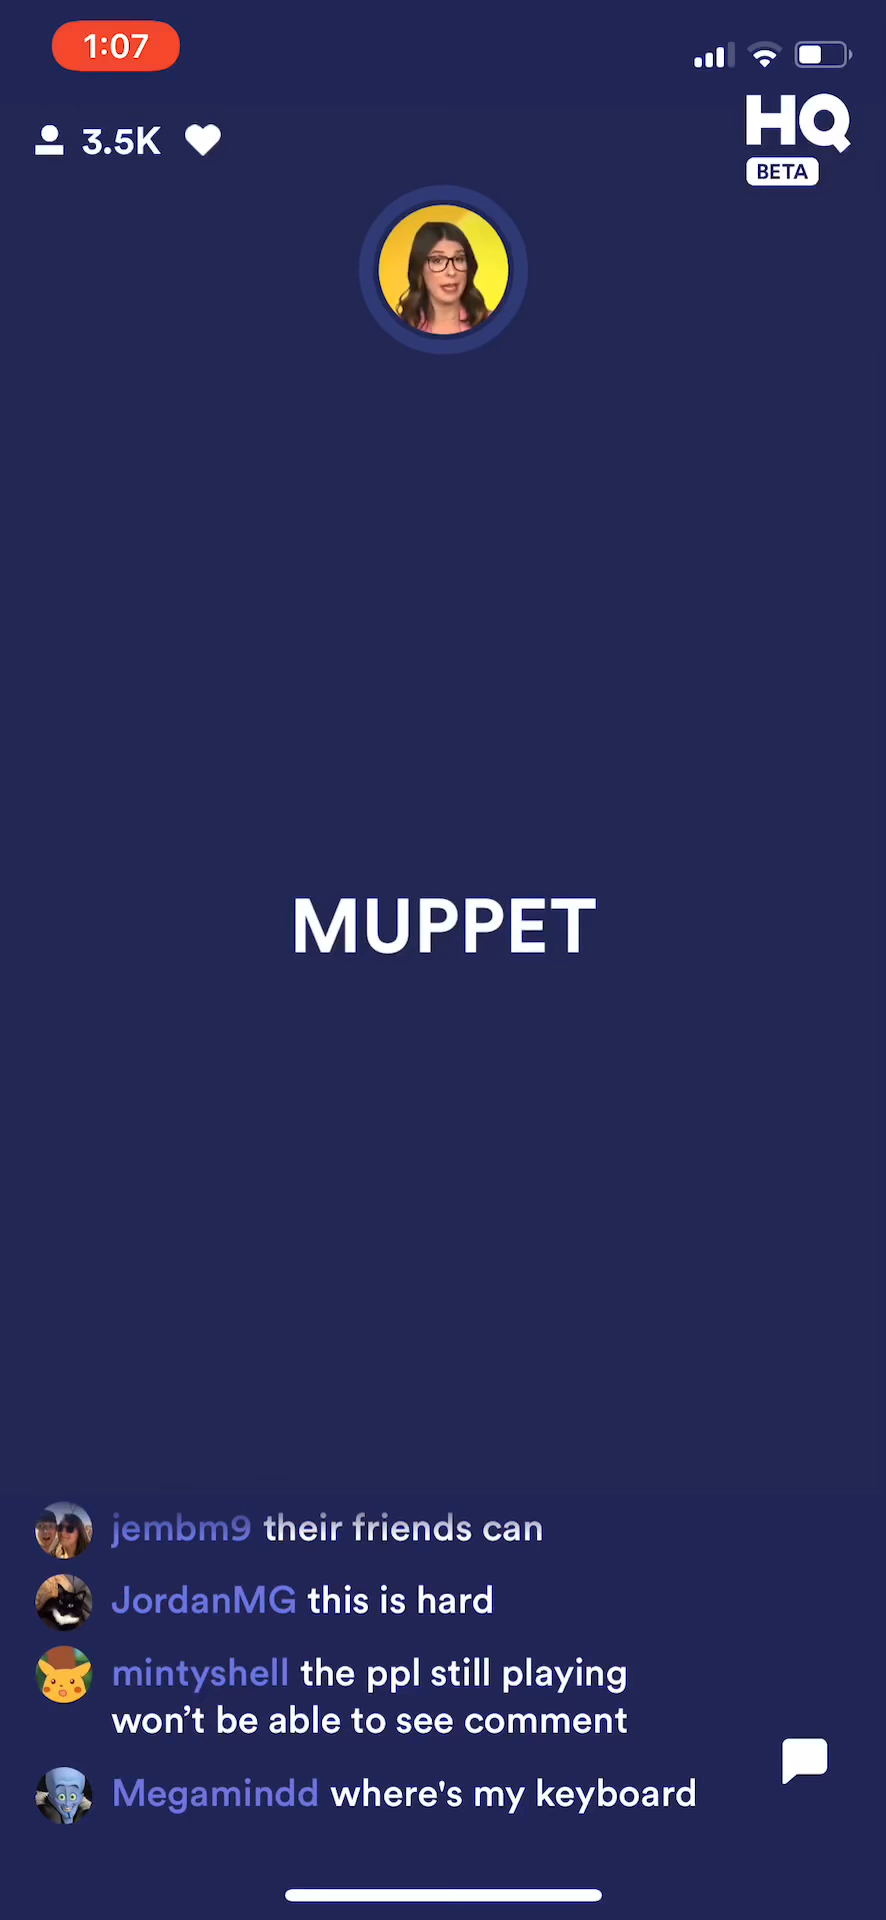 1:07
3.5K
HQ
BETA
MUPPET
jembm9 their friends can
JordanMG this is hard
mintyshell the ppl still playing
won’t be able to see comment
Megamindd where's my keyboard